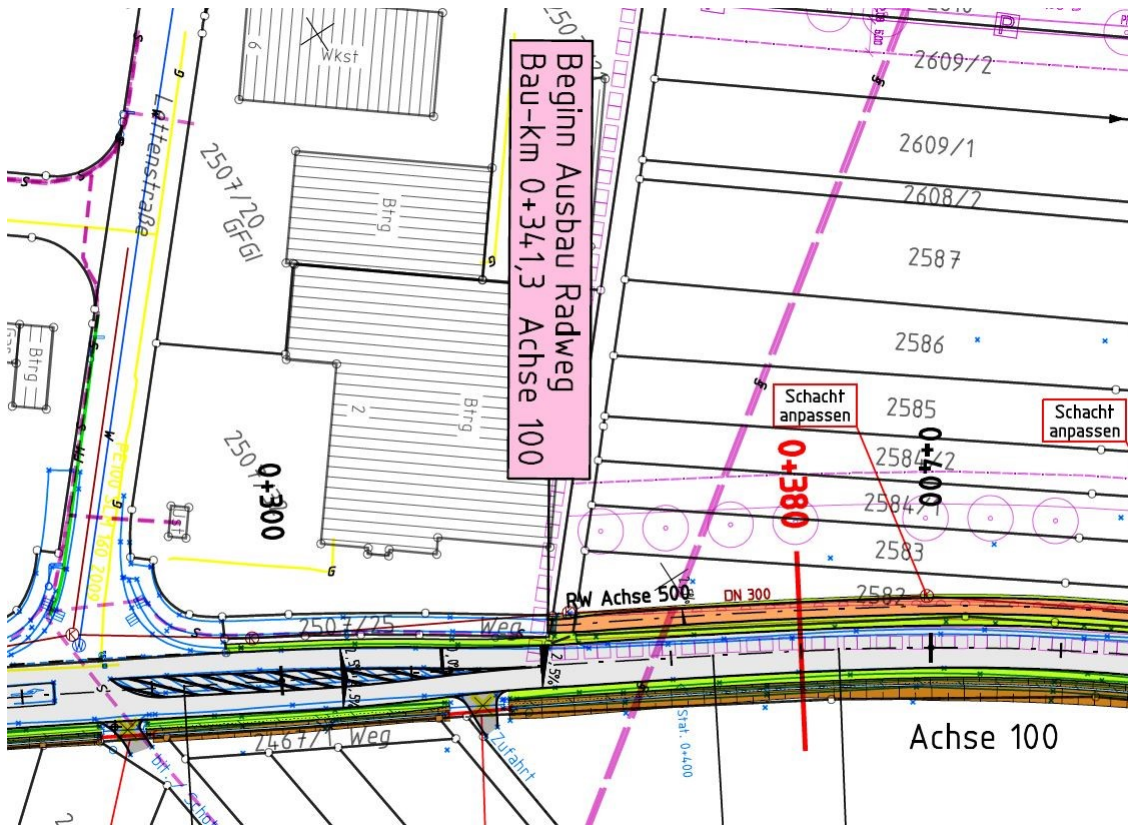 2609/2
Wkst
6
Lettenstraße
2609/1
2507/20
GFGI
2608/2
Beginn Ausbau Radweg
Bau-km 0+341,3 Achse 100
Btrg
2587
2586
Btrg
2
Btrg
Schacht
anpassen
2585
Schacht
anpassen
0+300
0+380
0+400
2584/2
2584/1
2583
RW Achse 500
DN 300
2582
2507/25 Weg
2,5%
2467/1 Weg
Zufahrt
Stat. 0+400
Achse 100